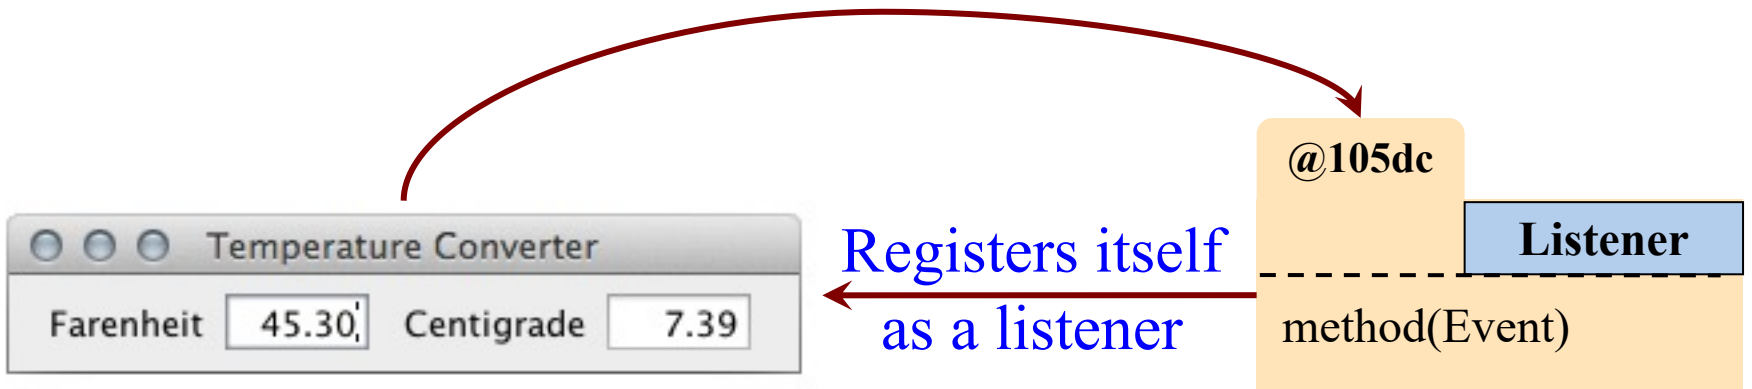 @105dc
Temperature Converter
Registers itself
Listener
Farenheit 45.30 Centigrade 7.39
as a listener
method(Event)